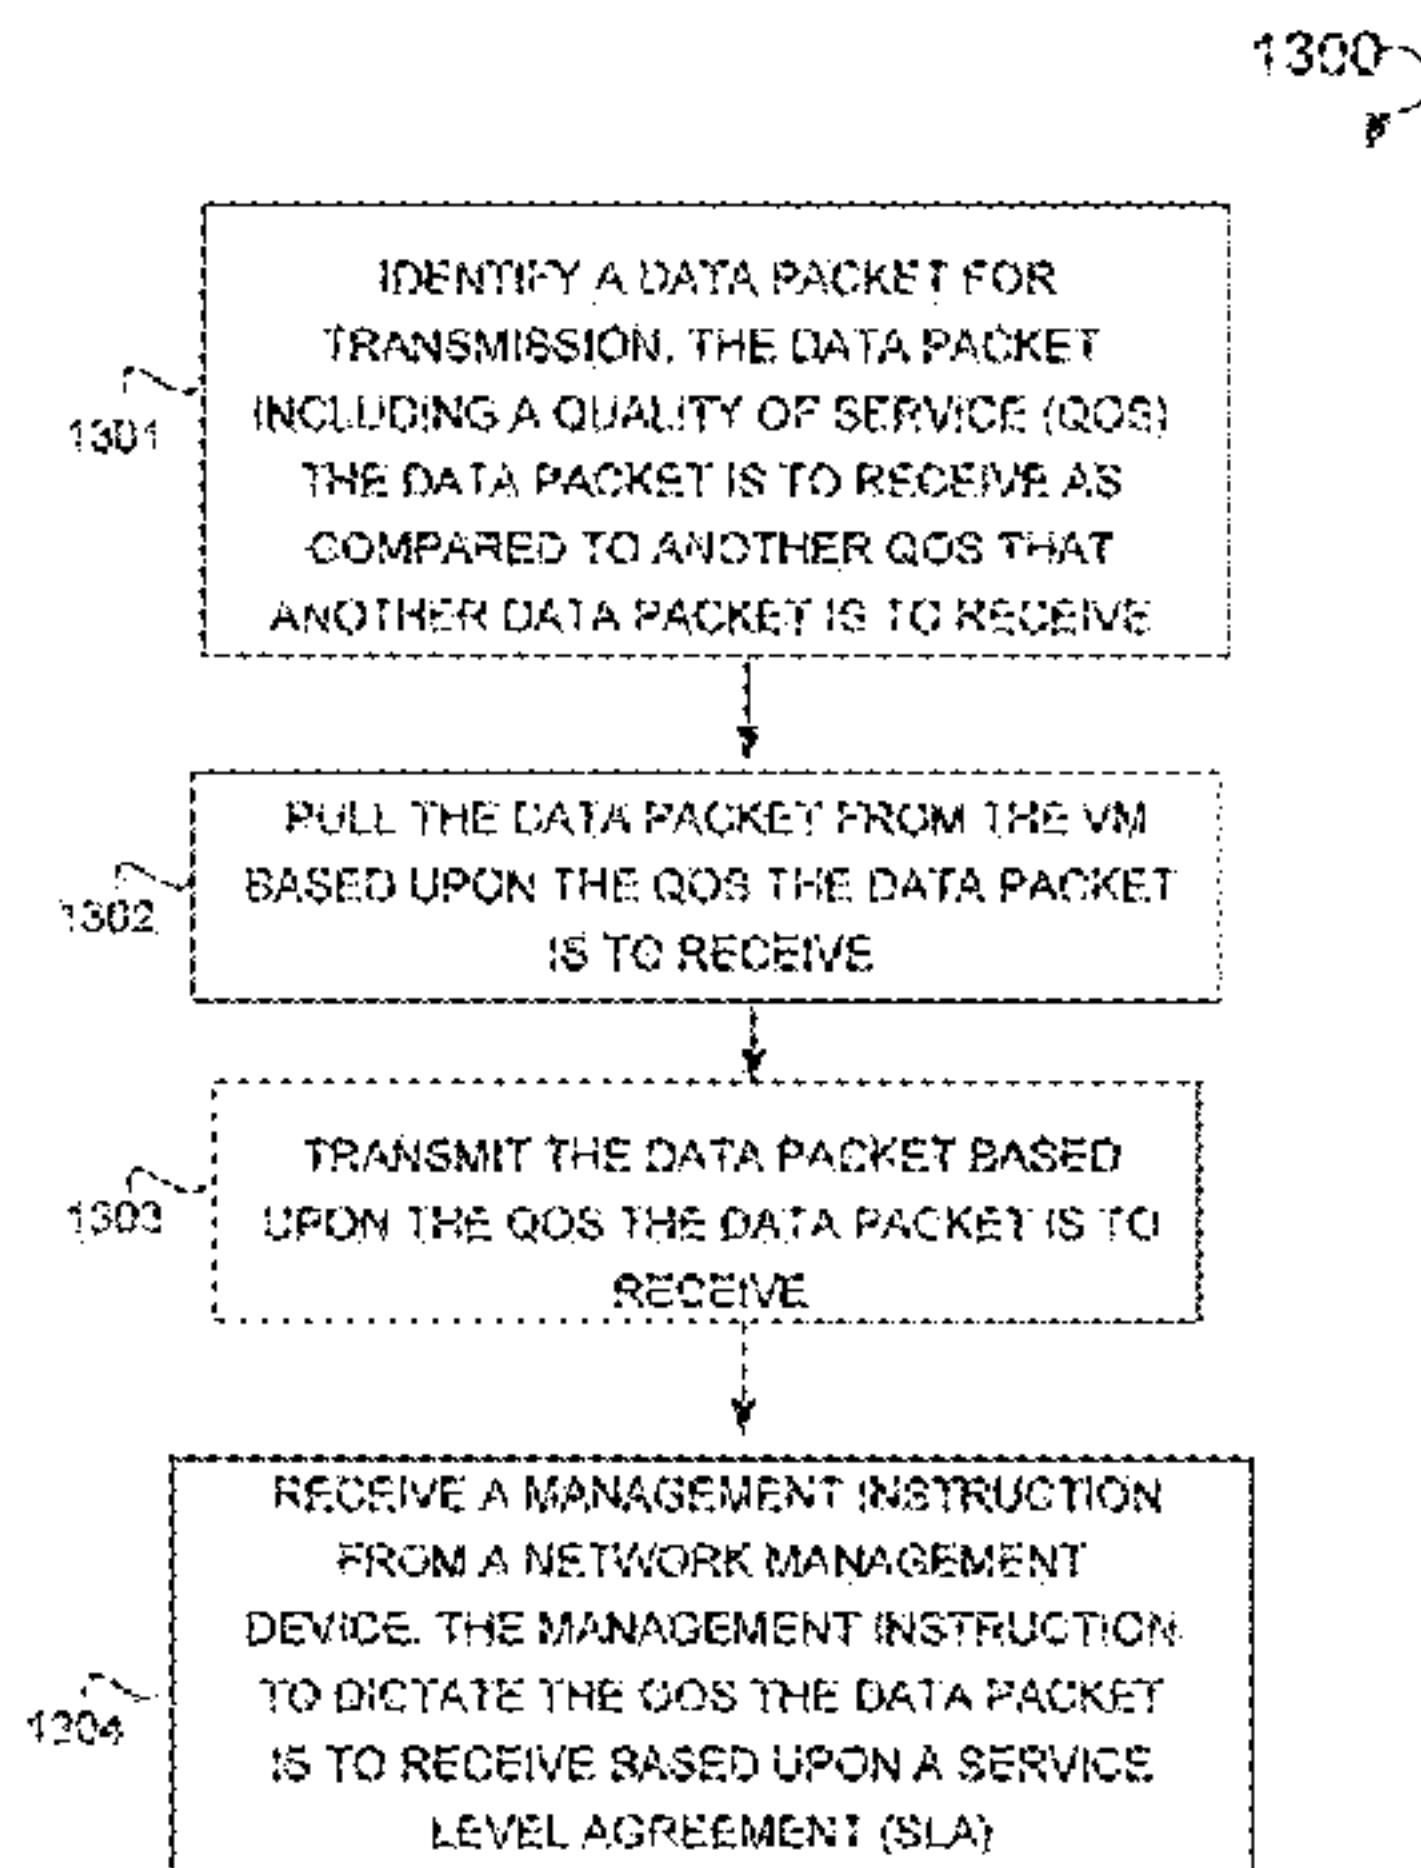 1300
IDENTIFY A DATA PACKET FOR
TRANSMISSION, THE DATA PACKET
INCLUDING A QUALITY OF SERVICE (QOS)
THE DATA PACKET IS TO RECEIVE AS
COMPARED TO ANOTHER QOS THAT
ANOTHER DATA PACKET IS TO RECEIVE
1301
PULL THE DATA PACKET FROM THE VM
BASED UPON THE QOS THE DATA PACKET
IS TO RECEIVE
1302
TRANSMIT THE DATA PACKET BASED
UPON THE QOS THE DATA PACKET IS TO
RECEIVE
1303
RECEIVE A MANAGEMENT INSTRUCTION
FROM A NETWORK MANAGEMENT
DEVICE, THE MANAGEMENT INSTRUCTION
TO DICTATE THE QOS THE DATA PACKET
IS TO RECEIVE BASED UPON A SERVICE
LEVEL AGREEMENT (SLA)
1304